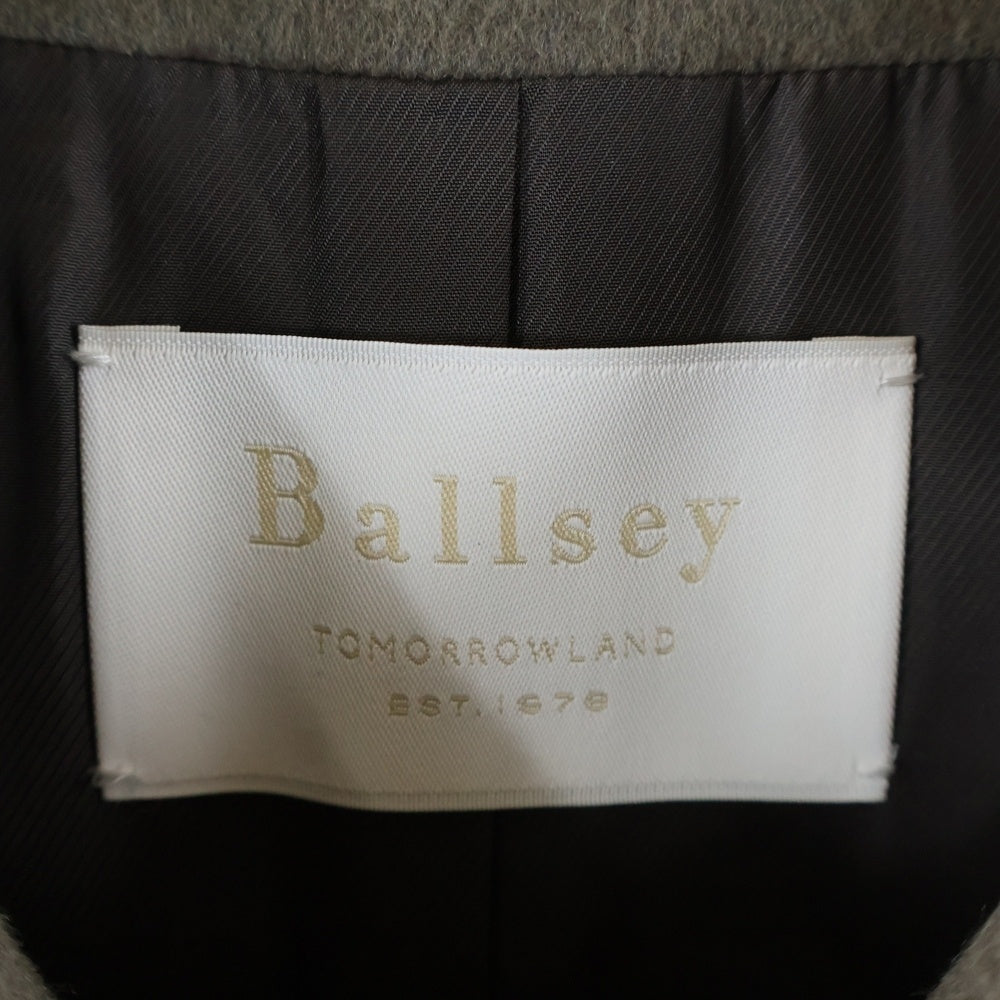 Ballsey
TOMORROWLAND
EST. 1978